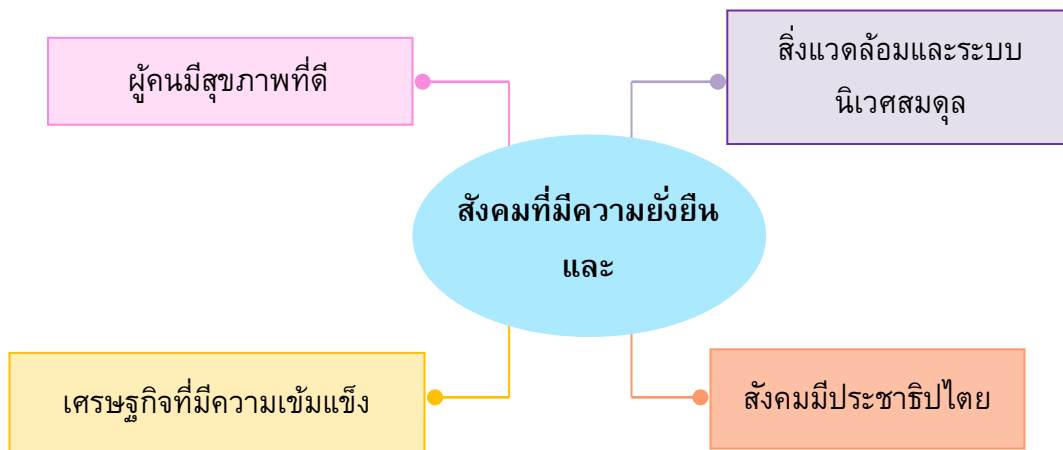 ผู้คนมีสุขภาพที่ดี
สิ่งแวดล้อมและระบบ
นิเวศสมดุล
สังคมที่มีความยั่งยืน
และ
เศรษฐกิจที่มีความเข้มแข็ง
สังคมมีประชาธิปไตย